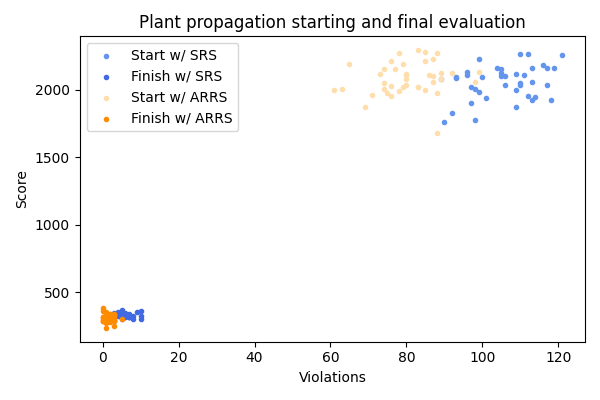 Plant propagation starting and final evaluation
Start w/ SRS
Finish w/ SRS
Start w/ ARRS
Finish w/ ARRS
Score
2000
1500
1000
500
0 20 40 60 80 100 120
Violations